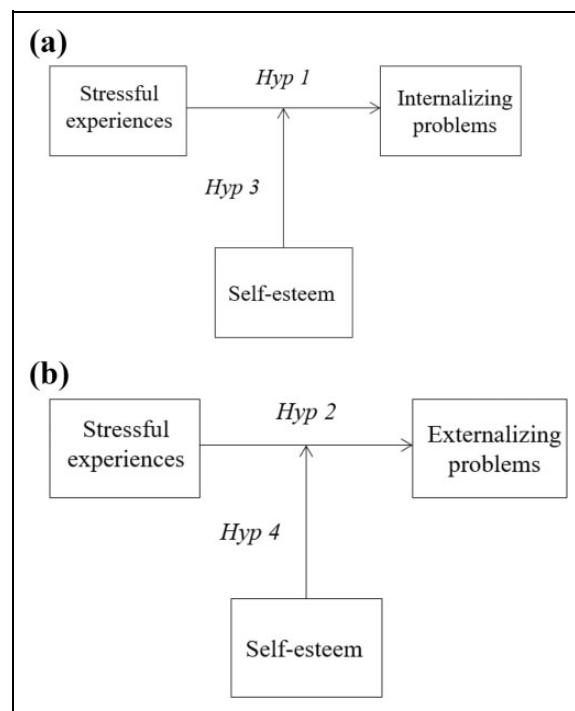 (a)
Hyp 1
Stressful
experiences
Internalizing
problems
Hyp 3
Self-esteem
(b)
Hyp 2
Stressful
experiences
Externalizing
problems
Hyp 4
Self-esteem